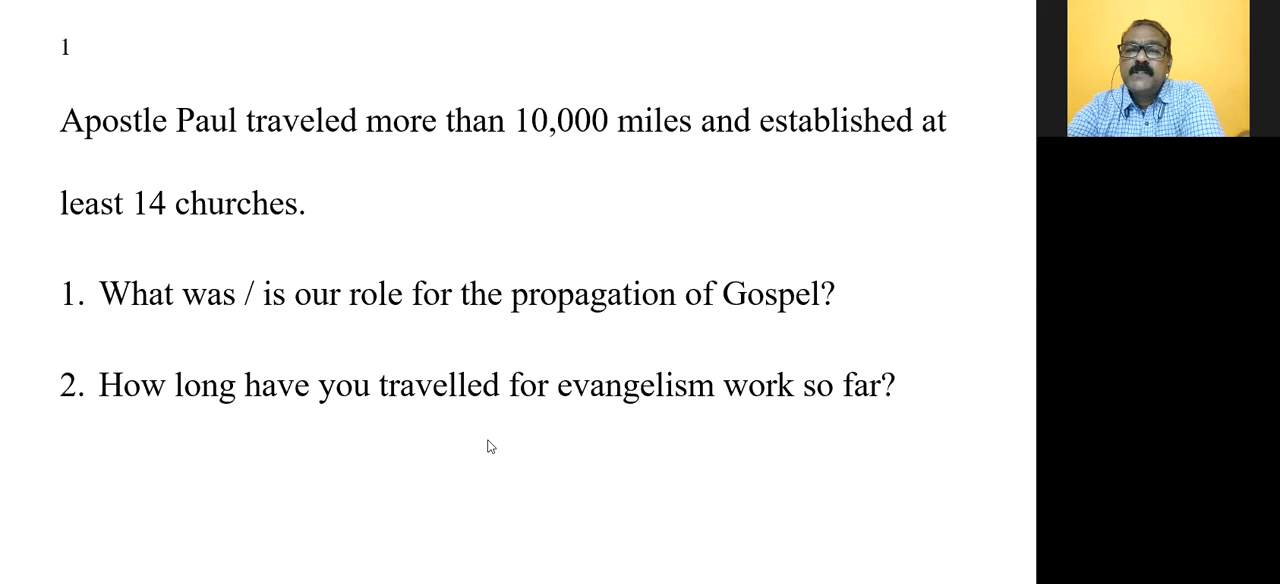 1
Apostle Paul traveled more than 10,000 miles and established at
least 14 churches.
1. What was / is our role for the propagation of Gospel?
2. How long have you travelled for evangelism work so far?